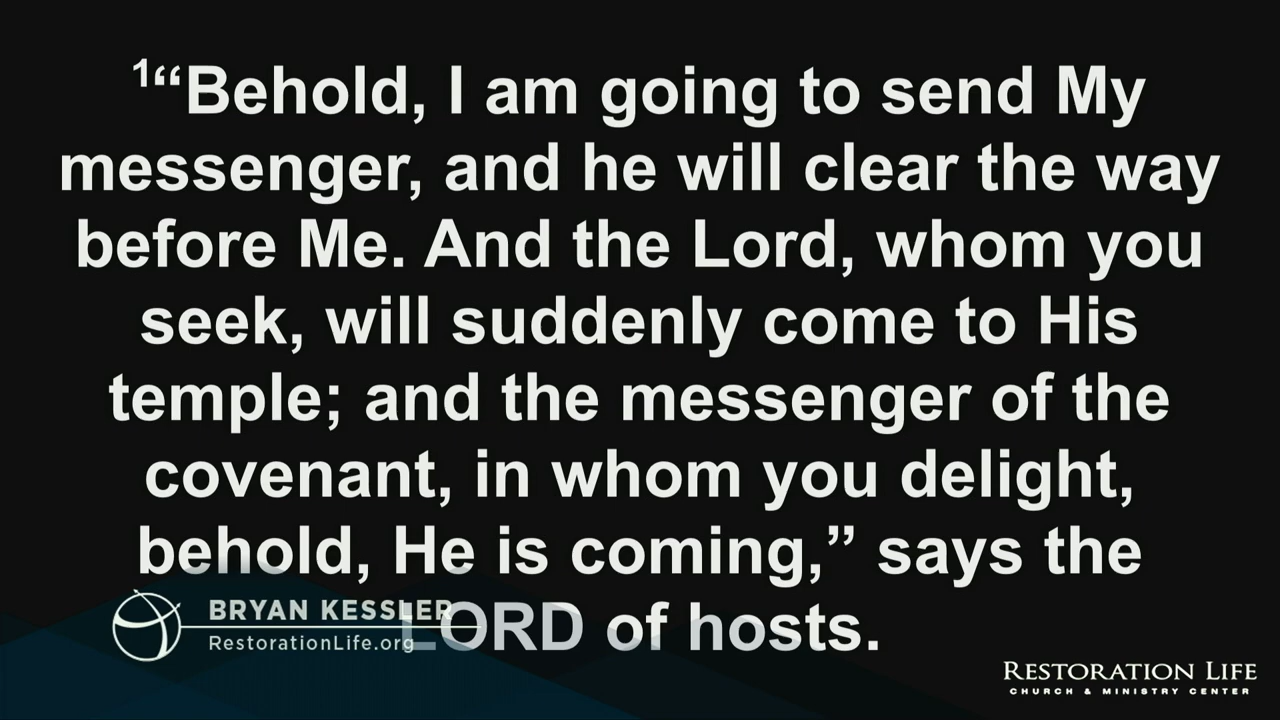 1“Behold, I am going to send My
messenger, and he will clear the way
before Me. And the Lord, whom you
seek, will suddenly come to His
temple; and the messenger of the
covenant, in whom you delight,
behold, He is coming,” says the
LORD of hosts.
BRYAN KESSLER
RestorationLife.org
RESTORATION LIFE
CHURCH & MINISTRY CENTER